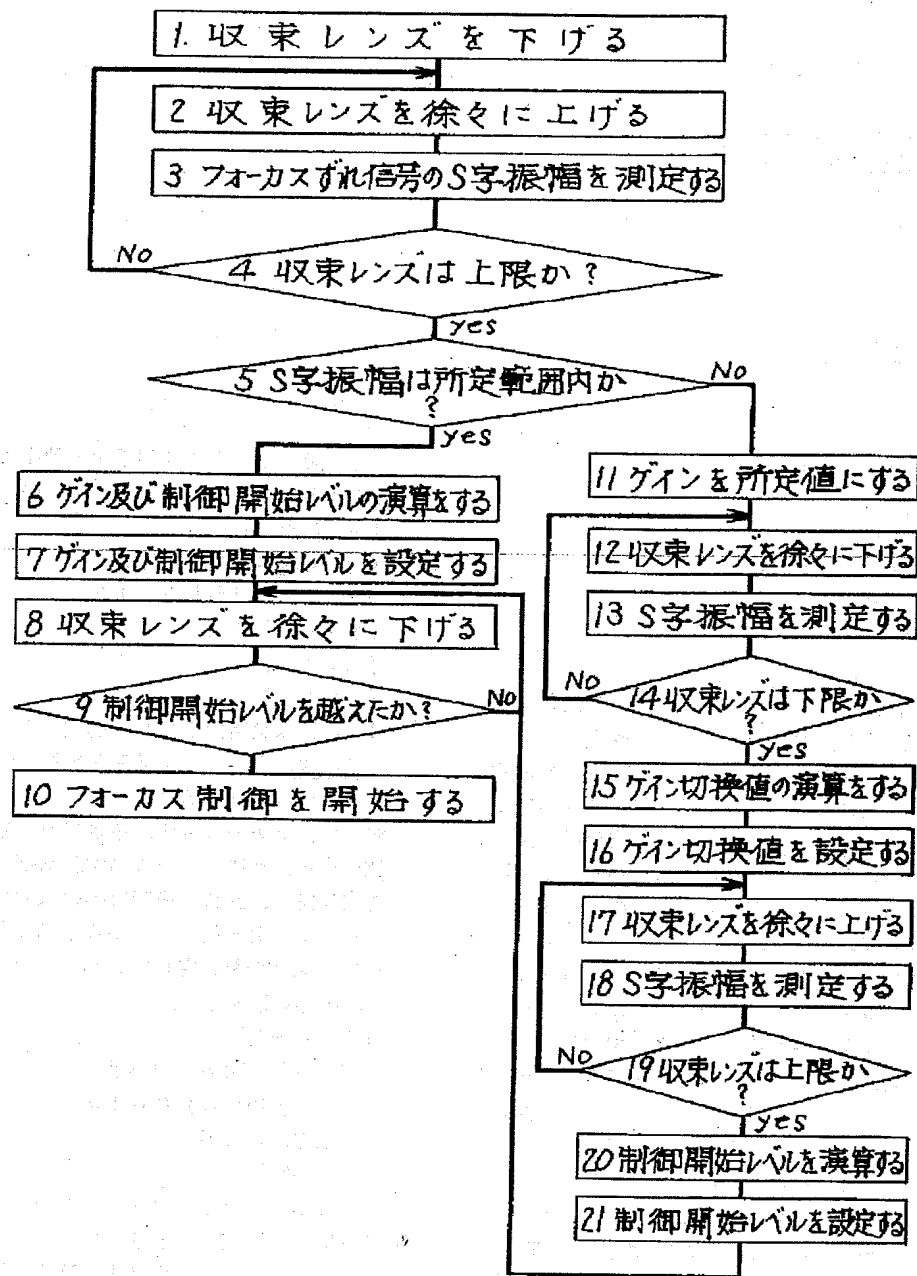 1. 収束レンズを下げる
2 収束レンズを徐々に上げる
3 フォーカスずれ信号のS字振幅を測定する
No
4 収束レンズは上限か?
yes
5 S字振幅は所定範囲内か
?
No
yes
6 ゲイン及び制御開始レベルの演算をする
7 ゲイン及び制御開始レベルを設定する
8 収束レンズを徐々に下げる
9 制御開始レベルを越えたか?
No
10 フォーカス制御を開始する
11 ゲインを所定値にする
12 収束レンズを徐々に下げる
13 S字振幅を測定する
No
14 収束レンズは下限か
?
yes
15 ゲイン切換値の演算をする
16 ゲイン切換値を設定する
17 収束レンズを徐々に上げる
18 S字振幅を測定する
No
19 収束レンズは上限か
?
yes
20 制御開始レベルを演算する
21 制御開始レベルを設定する